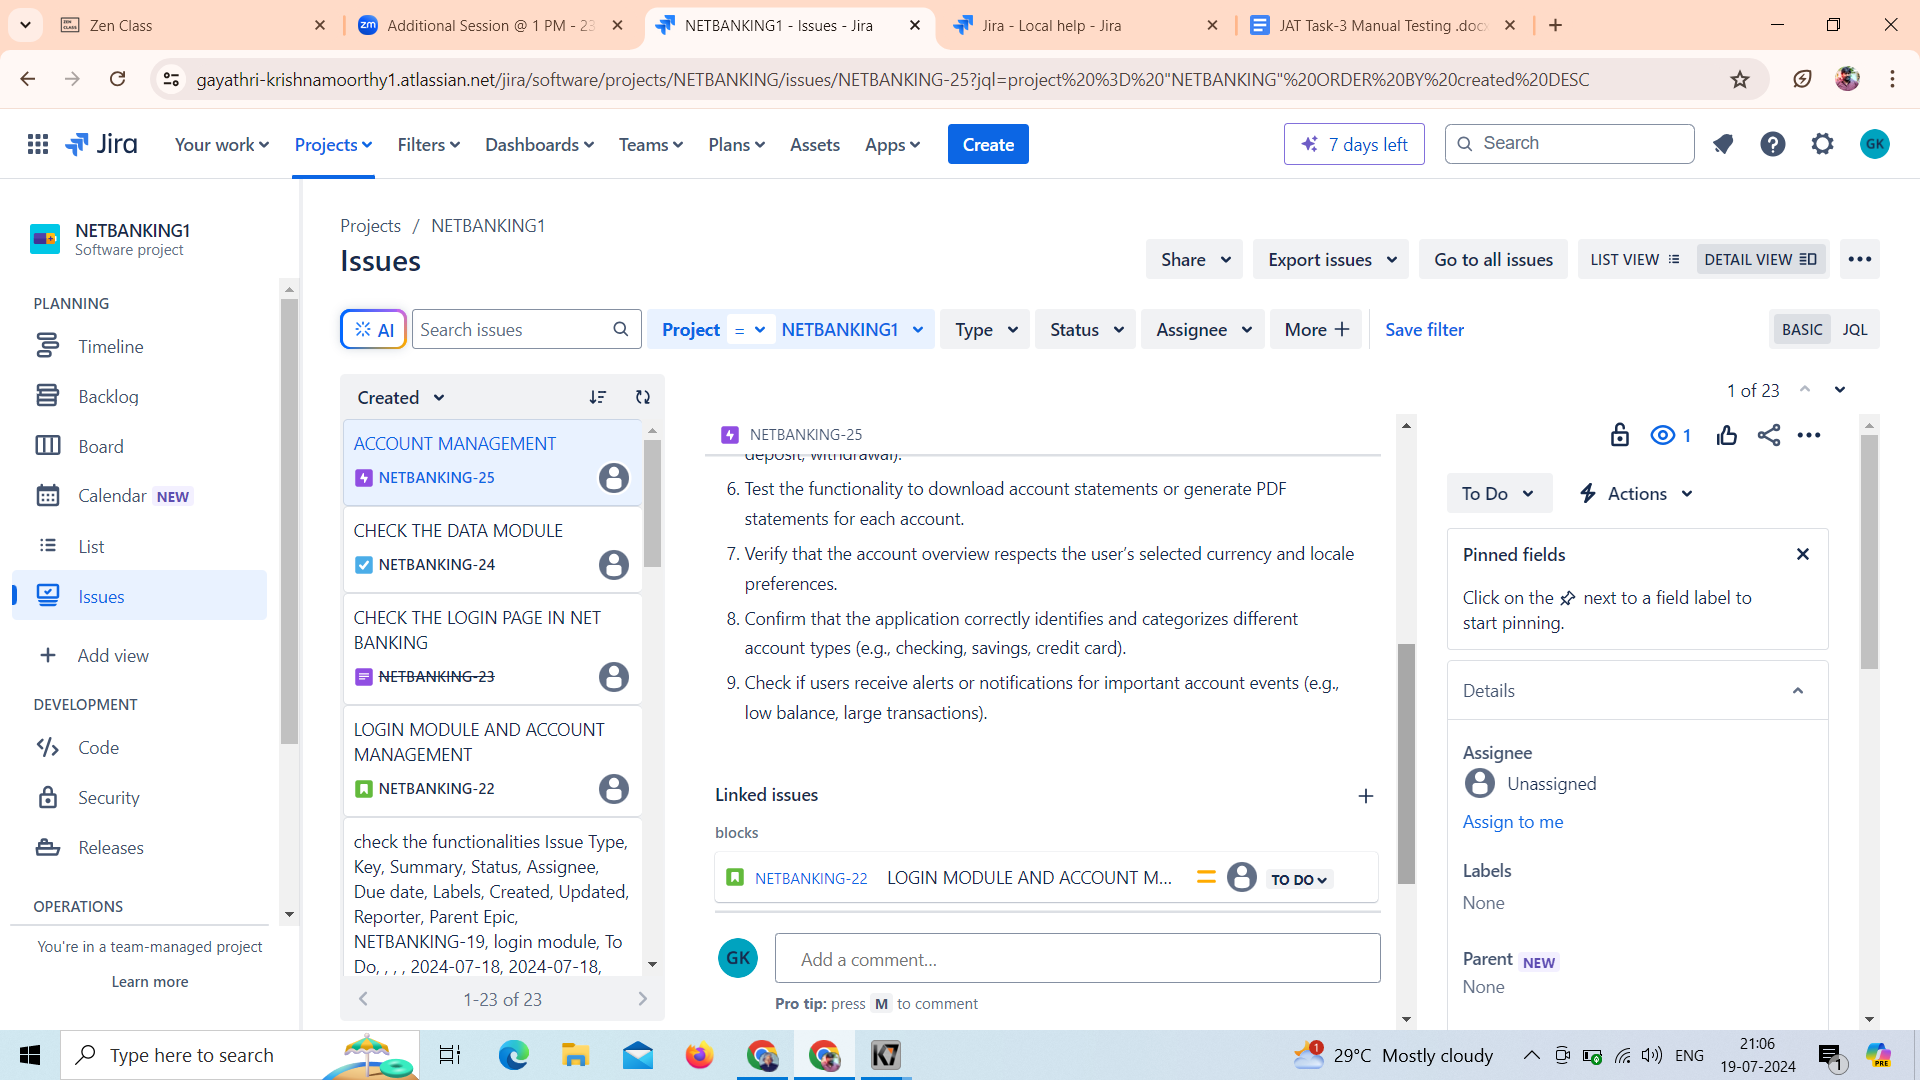 Zen Class
Additional Session @ 1 PM - 23
NETBANKING1 - Issues - Jira
Jira - Local help - Jira
JAT Task-3 Manual Testing .docx
gayathri-krishnamoorthy1.atlassian.net/jira/software/projects/NETBANKING/issues/NETBANKING-25?jql=project%20%3D%20"NETBANKING"%20ORDER%20BY%20created%20DESC
Jira
Your work
Projects
Filters
Dashboards
Teams
Plans
Assets
Apps
Create
7 days left
Search
GK
NETBANKING1
Software project
PLANNING
Timeline
Backlog
Board
Calendar NEW
List
Issues
Add view
DEVELOPMENT
Code
Security
Releases
OPERATIONS
You're in a team-managed project
Learn more
Projects / NETBANKING1
Issues
Share
Export issues
Go to all issues
LIST VIEW
DETAIL VIEW
AI
Search issues
Project = NETBANKING1
Type
Status
Assignee
More
Save filter
BASIC
JQL
Created
ACCOUNT MANAGEMENT
NETBANKING-25
CHECK THE DATA MODULE
NETBANKING-24
CHECK THE LOGIN PAGE IN NET
BANKING
NETBANKING-23
LOGIN MODULE AND ACCOUNT
MANAGEMENT
NETBANKING-22
check the functionalities Issue Type,
Key, Summary, Status, Assignee,
Due date, Labels, Created, Updated,
Reporter, Parent Epic,
NETBANKING-19, login module, To
Do, , , , 2024-07-18, 2024-07-18,
1-23 of 23
1 of 23
NETBANKING-25
deposit, withdrawal).
6. Test the functionality to download account statements or generate PDF
statements for each account.
7. Verify that the account overview respects the user's selected currency and locale
preferences.
8. Confirm that the application correctly identifies and categorizes different
account types (e.g., checking, savings, credit card).
9. Check if users receive alerts or notifications for important account events (e.g.,
low balance, large transactions).
Linked issues
blocks
NETBANKING-22 LOGIN MODULE AND ACCOUNT M... TO DO
GK
Add a comment...
Pro tip: press M to comment
1
To Do
Actions
Pinned fields
Click on the next to a field label to
start pinning.
Details
Assignee
Unassigned
Assign to me
Labels
None
Parent NEW
None
Type here to search
1
29°C Mostly cloudy
ENG
21:06
19-07-2024
1
PRE